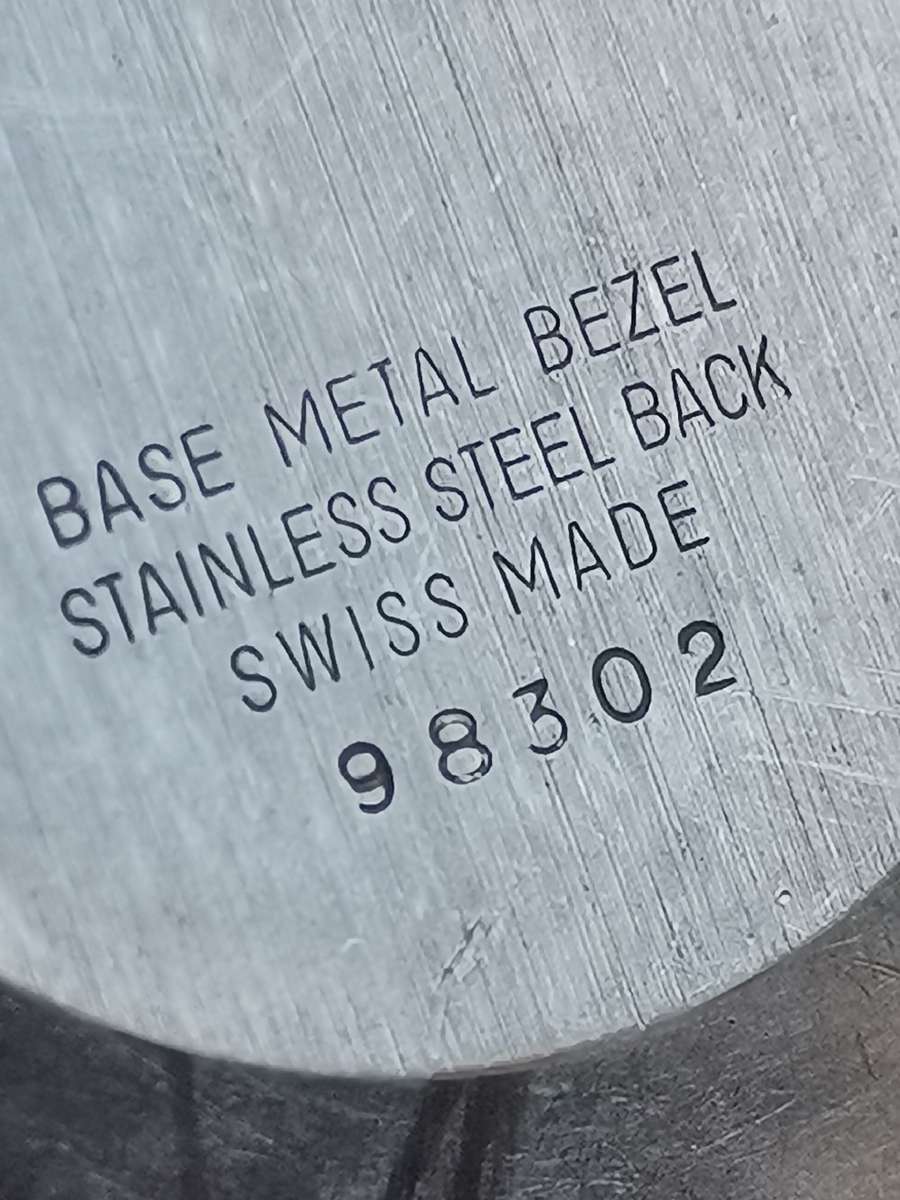 BASE METAL BEZEL
STAINLESS STEEL BACK
SWISS MADE
98302